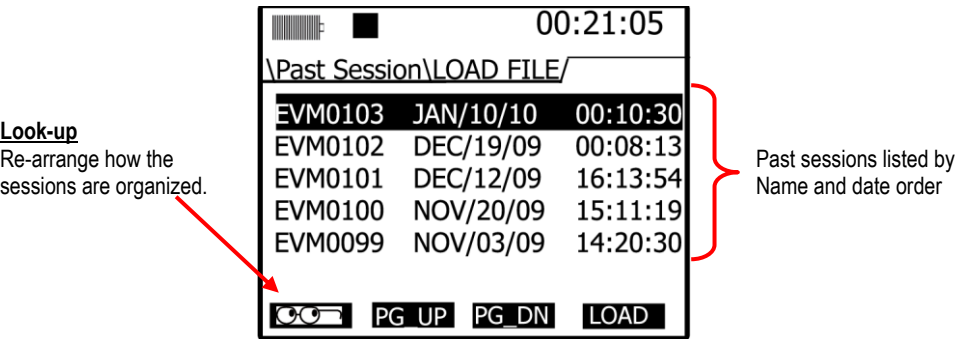 00:21:05
\Past Session\LOAD FILE/
EVM0103 JAN/10/10 00:10:30
EVM0102 DEC/19/09 00:08:13
EVM0101 DEC/12/09 16:13:54
EVM0100 NOV/20/09 15:11:19
EVM0099 NOV/03/09 14:20:30
PG_UP PG_DN LOAD
Look-up
Re-arrange how the
sessions are organized.
Past sessions listed by
Name and date order